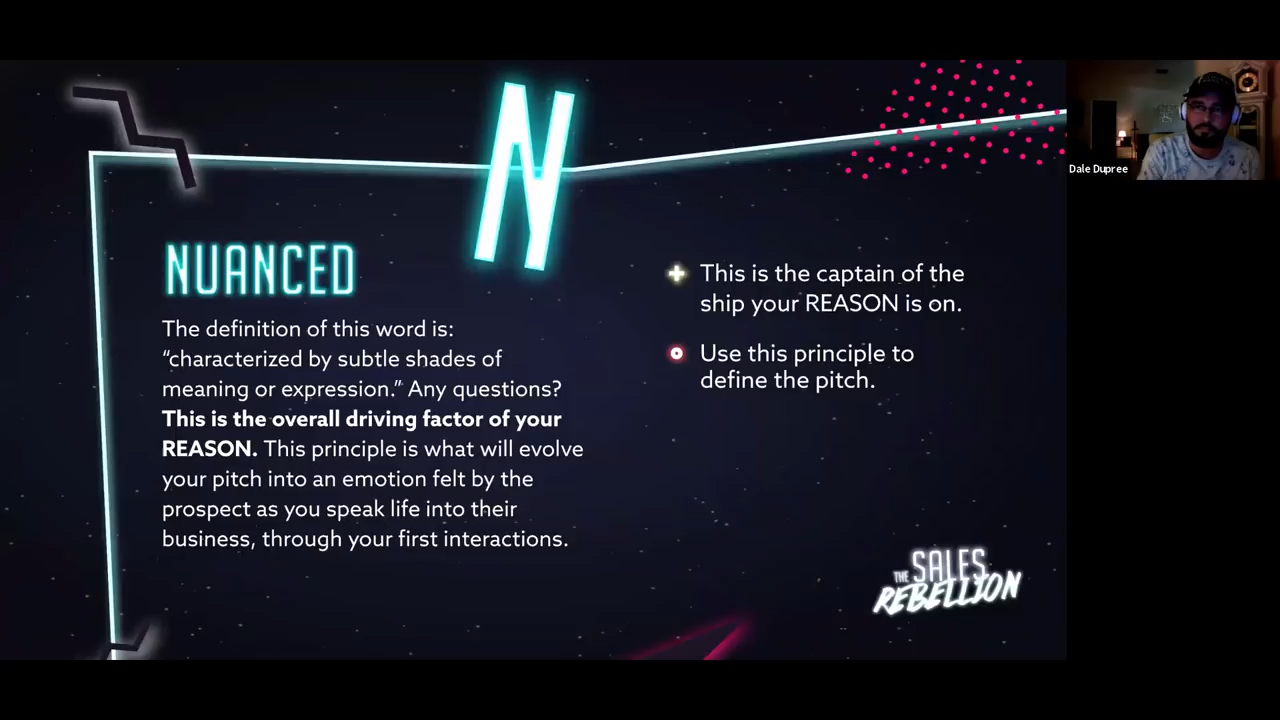 N
NUANCED
The definition of this word is:
“characterized by subtle shades of
meaning or expression.” Any questions?
This is the overall driving factor of your
REASON. This principle is what will evolve
your pitch into an emotion felt by the
prospect as you speak life into their
business, through your first interactions.
This is the captain of the
ship your REASON is on.
Use this principle to
define the pitch.
THE SALES
REBELLION
Dale Dupree